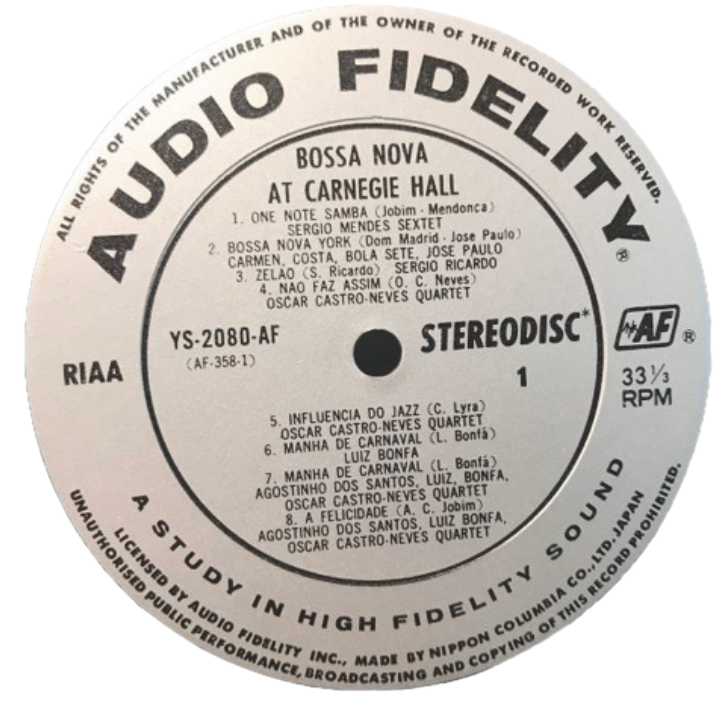 ALL RIGHTS OF THE MANUFACTURER AND OF THE OWNER OF THE RECORDED WORK RESERVED.
AUDIO FIDELITY®
BOSSA NOVA
AT CARNEGIE HALL
1. ONE NOTE SAMBA (Jobim - Mendonca)
SERGIO MENDES SEXTET
2. BOSSA NOVA YORK (Dom Madrid - Jose Paulo)
CARMEN, COSTA, BOLA SETE, JOSE PAULO
3. ZELAO (S. Ricardo) SERGIO RICARDO
4. NAO FAZ ASSIM (O. C. Neves)
OSCAR CASTRO-NEVES QUARTET
YS-2080-AF
(AF-358-1)
STEREODISC*
1
RIAA
AF ®
33 ⅓
RPM
5. INFLUENCIA DO JAZZ (C. Lyra)
OSCAR CASTRO-NEVES QUARTET
6. MANHA DE CARNAVAL (L. Bonfá)
LUIZ BONFA
7. MANHA DE CARNAVAL (L. Bonfá)
AGOSTINHO DOS SANTOS, LUIZ, BONFA,
OSCAR CASTRO-NEVES QUARTET
8. A FELICIDADE (A. C. Jobim)
AGOSTINHO DOS SANTOS, LUIZ BONFA,
OSCAR CASTRO-NEVES QUARTET
A STUDY IN HIGH FIDELITY SOUND
LICENSED BY AUDIO FIDELITY INC., MADE BY NIPPON COLUMBIA CO., LTD. JAPAN
UNAUTHORISED PUBLIC PERFORMANCE, BROADCASTING AND COPYING OF THIS RECORD PROHIBITED.